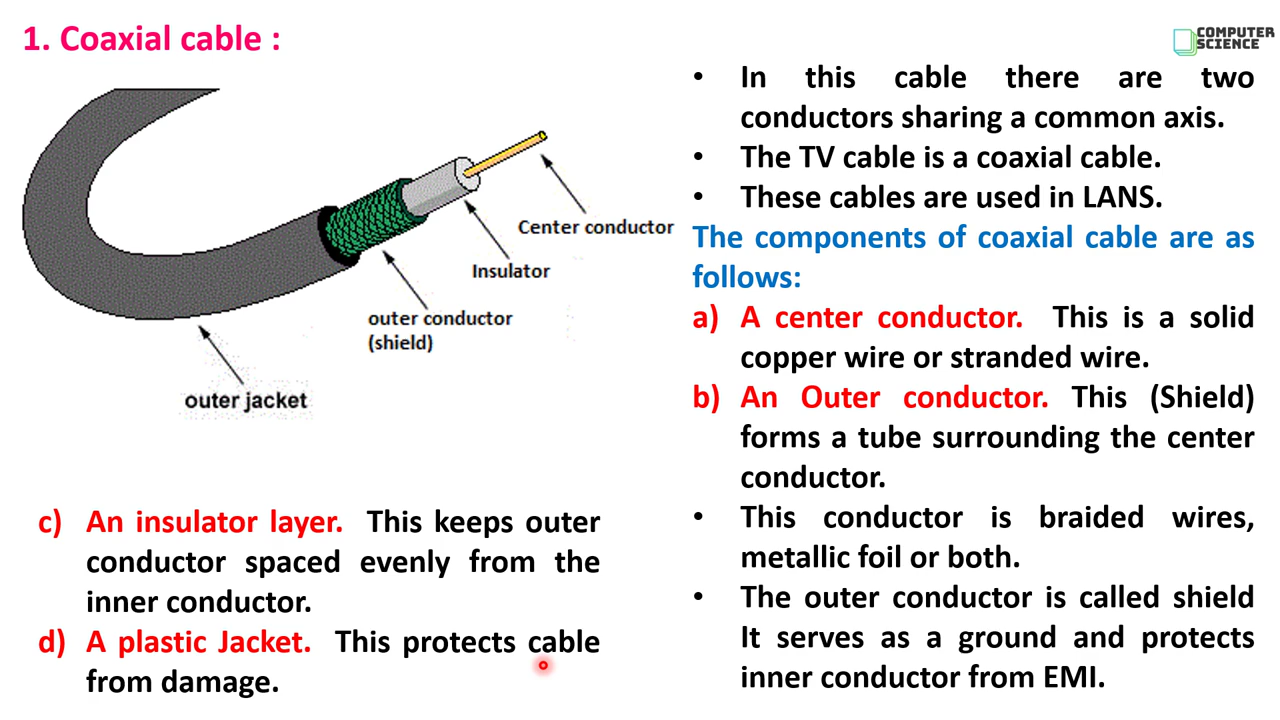 1. Coaxial cable :
COMPUTER
SCIENCE
Center conductor
Insulator
outer conductor
(shield)
outer jacket
• In this cable there are two
conductors sharing a common axis.
• The TV cable is a coaxial cable.
• These cables are used in LANS.
The components of coaxial cable are as
follows:
a) A center conductor. This is a solid
copper wire or stranded wire.
b) An Outer conductor. This (Shield)
forms a tube surrounding the center
conductor.
• This conductor is braided wires,
metallic foil or both.
• The outer conductor is called shield
It serves as a ground and protects
inner conductor from EMI.
c) An insulator layer. This keeps outer
conductor spaced evenly from the
inner conductor.
d) A plastic Jacket. This protects cable
from damage.